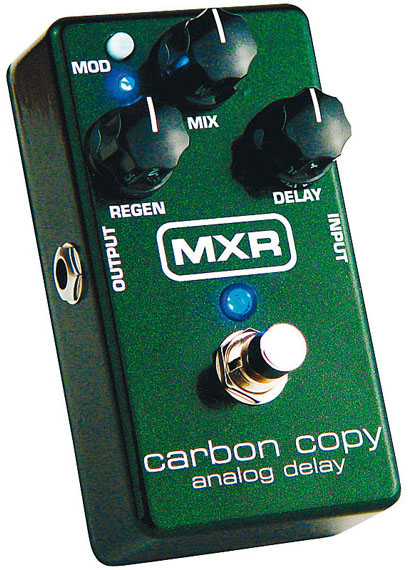 MOD
MIX
REGEN
DELAY
OUTPUT
INPUT
MXR
carbon copy
analog delay